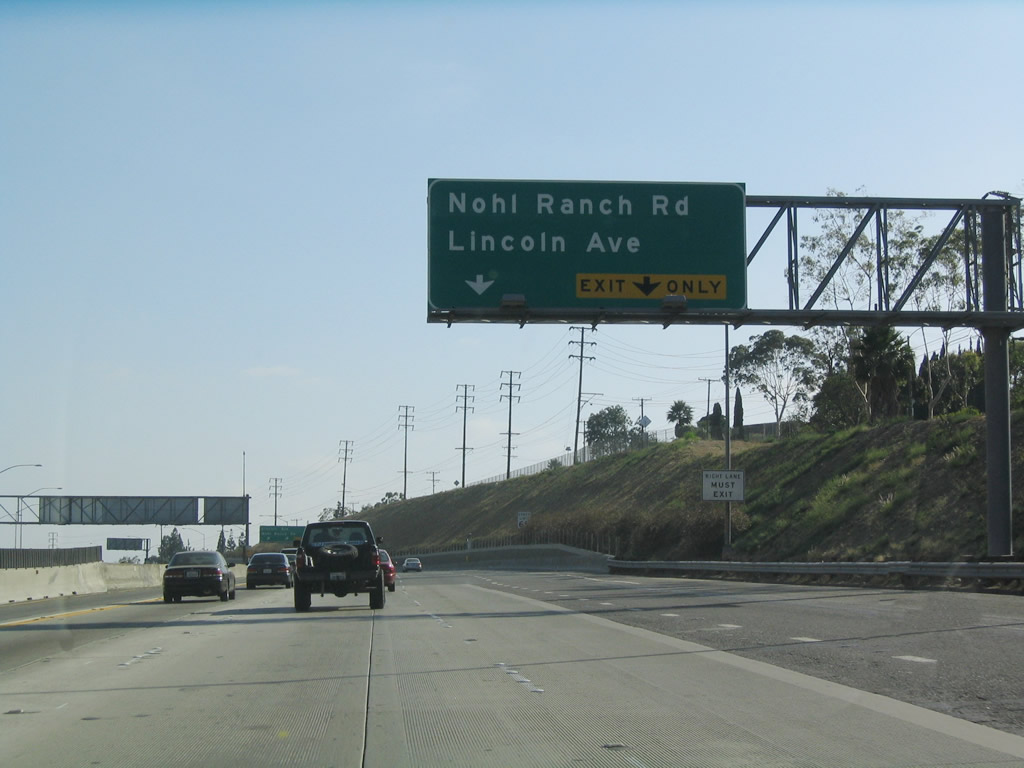 Nohl Ranch Rd
Lincoln Ave
EXIT ONLY
RIGHT LANE
MUST
EXIT